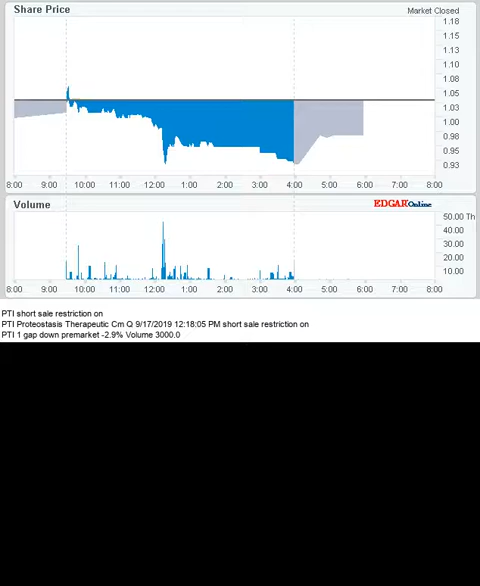 Share Price
Market Closed
1.18
1.15
1.13
1.10
1.08
1.05
1.03
1.00
0.98
0.95
0.93
8:00 9:00 10:00 11:00 12:00 1:00 2:00 3:00 4:00 5:00 6:00 7:00 8:00
Volume
EDGAR Online
50.00 Th
40.00
30.00
20.00
10.00
8:00 9:00 10:00 11:00 12:00 1:00 2:00 3:00 4:00 5:00 6:00 7:00 8:00
PTI short sale restriction on
PTI Proteostasis Therapeutic Cm Q 9/17/2019 12:18:05 PM short sale restriction on
PTI 1 gap down premarket -2.9% Volume 3000.0